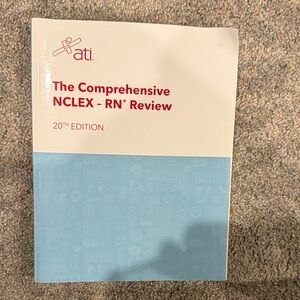 ati
The Comprehensive
NCLEX - RN® Review
20TH EDITION